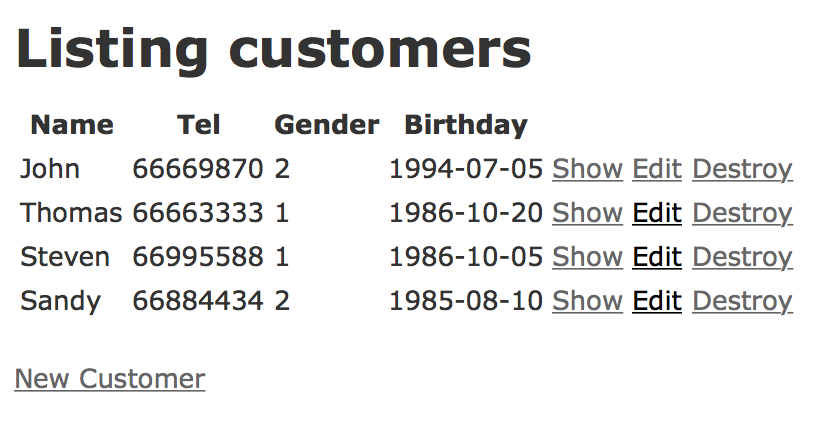 Listing customers
Name Tel Gender Birthday
John 66669870 2 1994-07-05 Show Edit Destroy
Thomas 66663333 1 1986-10-20 Show Edit Destroy
Steven 66995588 1 1986-10-05 Show Edit Destroy
Sandy 66884434 2 1985-08-10 Show Edit Destroy
New Customer